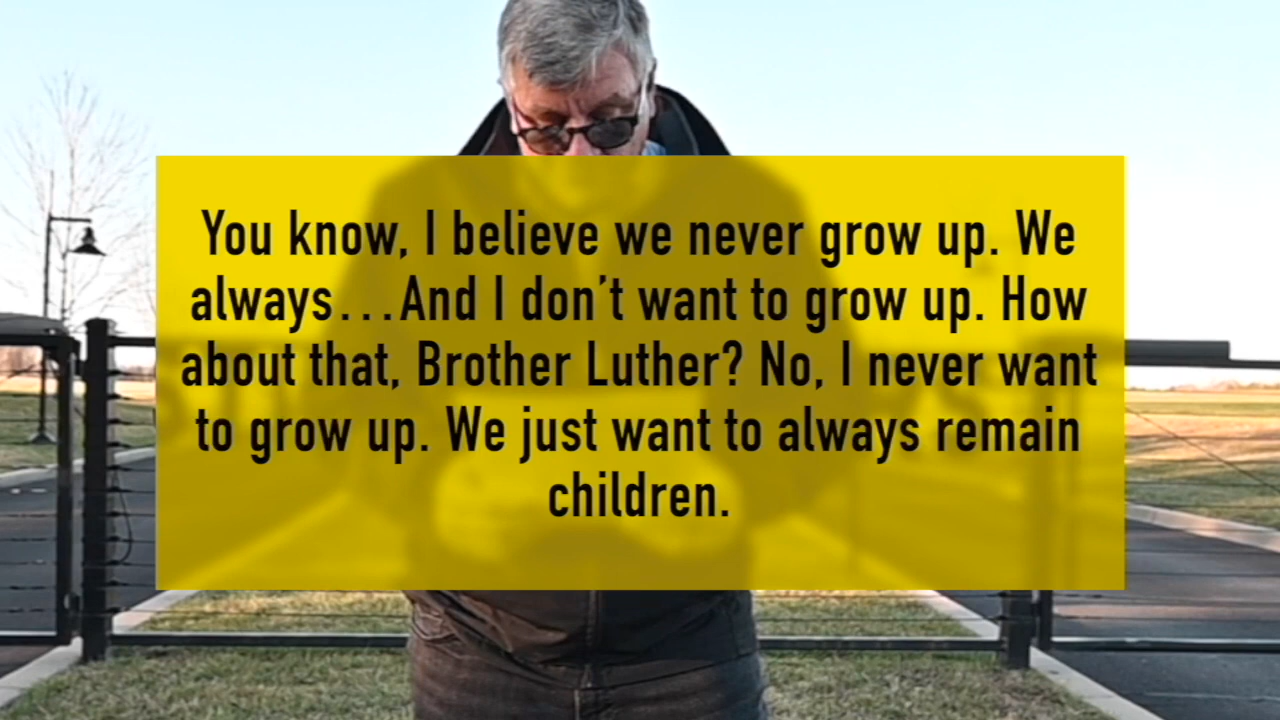 You know, I believe we never grow up. We
always...And I don't want to grow up. How
about that, Brother Luther? No, I never want
to grow up. We just want to always remain
children.